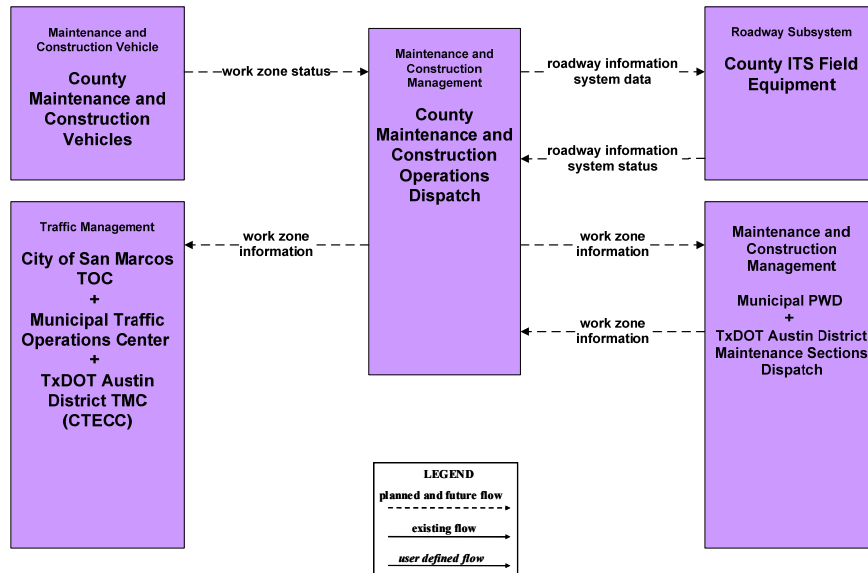 Maintenance and
Construction Vehicle
County
Maintenance and
Construction
Vehicles
work zone status
Maintenance and
Construction
Management
County
Maintenance and
Construction
Operations
Dispatch
roadway information
system data
Roadway Subsystem
County ITS Field
Equipment
roadway information
system status
Traffic Management
City of San Marcos
TOC
+
Municipal Traffic
Operations Center
+
TxDOT Austin
District TMC
(CTECC)
work zone
information
work zone
information
work zone
information
Maintenance and
Construction
Management
Municipal PWD
+
TxDOT Austin District
Maintenance Sections
Dispatch
LEGEND
planned and future flow
existing flow
user defined flow